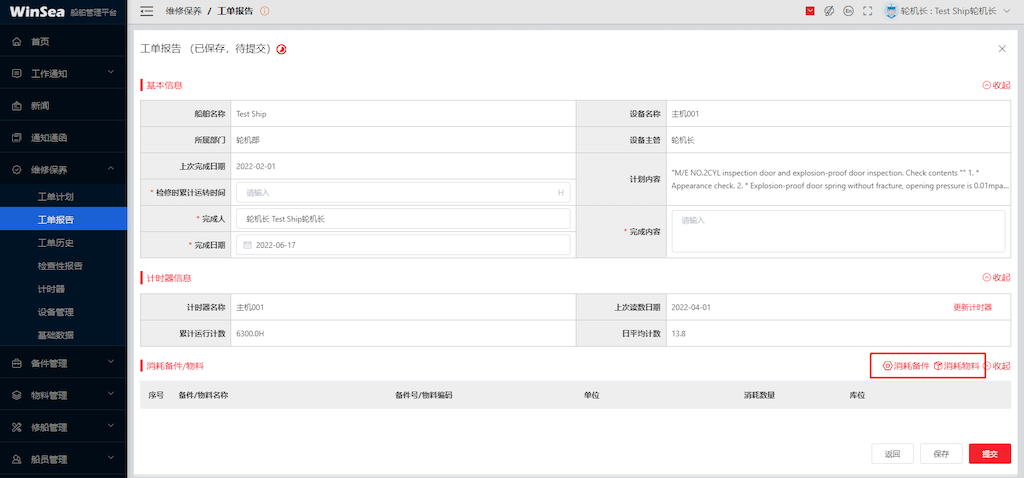 WinSea 船舶管理平台
维修保养 / 工单报告
En
轮机长 : Test Ship轮机长
首页
工作通知
新闻
通知通函
维修保养
工单计划
工单报告
工单历史
检查性报告
计时器
设备管理
基础数据
备件管理
物料管理
修船管理
船员管理
工单报告 （已保存，待提交）
基本信息 收起
船舶名称 Test Ship 设备名称 主机001
所属部门 轮机部 设备主管 轮机长
上次完成日期 2022-02-01
计划内容 "M/E NO.2CYL inspection door and explosion-proof door inspection. Check contents "" 1. *
Appearance check. 2. * Explosion-proof door spring without fracture, opening pressure is 0.01mpa...
* 检修时累计运转时间 请输入 H
* 完成人 轮机长 Test Ship轮机长
* 完成内容 请输入
* 完成日期 2022-06-17
计时器信息 收起
计时器名称 主机001 上次读数日期 2022-04-01 更新计时器
累计运行计数 6300.0H 日平均计数 13.8
消耗备件/物料 消耗备件 消耗物料 收起
序号 备件/物料名称 备件号/物料编码 单位 消耗数量 库位
返回 保存 提交